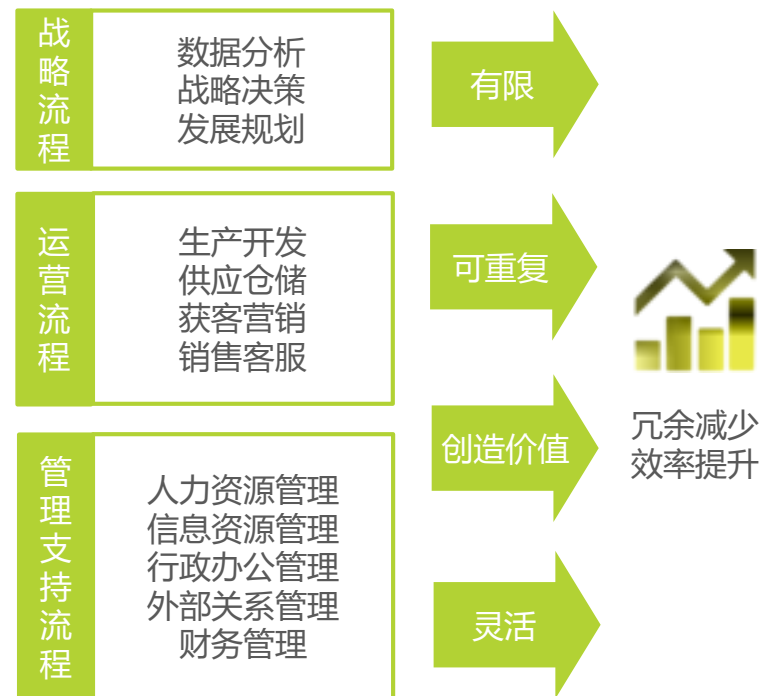 战略流程
数据分析
战略决策
发展规划
有限
运营流程
生产开发
供应仓储
获客营销
销售客服
可重复
管理支持流程
人力资源管理
信息资源管理
行政办公管理
外部关系管理
财务管理
创造价值
灵活
冗余减少
效率提升